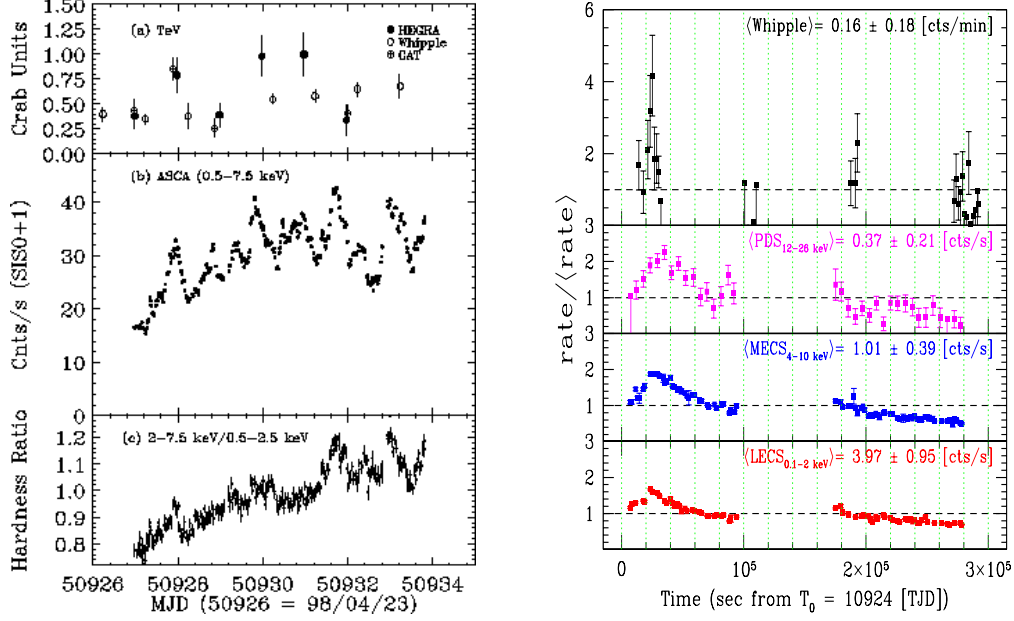 1.50
1.25
1.00
0.75
0.50
0.25
0.00
Crab Units
(a) TeV
HEGRA
Whipple
CAT
40
30
20
10
0
Cnts/s (SIS0+1)
(b) ASCA (0.5-7.5 keV)
1.2
1.1
1.0
0.9
0.8
Hardness Ratio
(c) 2-7.5 keV/0.5-2.5 keV
50926 50928 50930 50932 50934
MJD (50926 = 98/04/23)
rate/⟨rate⟩
⟨Whipple⟩= 0.16 ± 0.18 [cts/min]
6
4
2
3
⟨PDS12-26 keV⟩= 0.37 ± 0.21 [cts/s]
2
1
3
⟨MECS4-10 keV⟩= 1.01 ± 0.39 [cts/s]
2
1
3
⟨LECS0.1-2 keV⟩= 3.97 ± 0.95 [cts/s]
2
1
0 10⁵ 2×10⁵ 3×10⁵
Time (sec from T0 = 10924 [TJD])